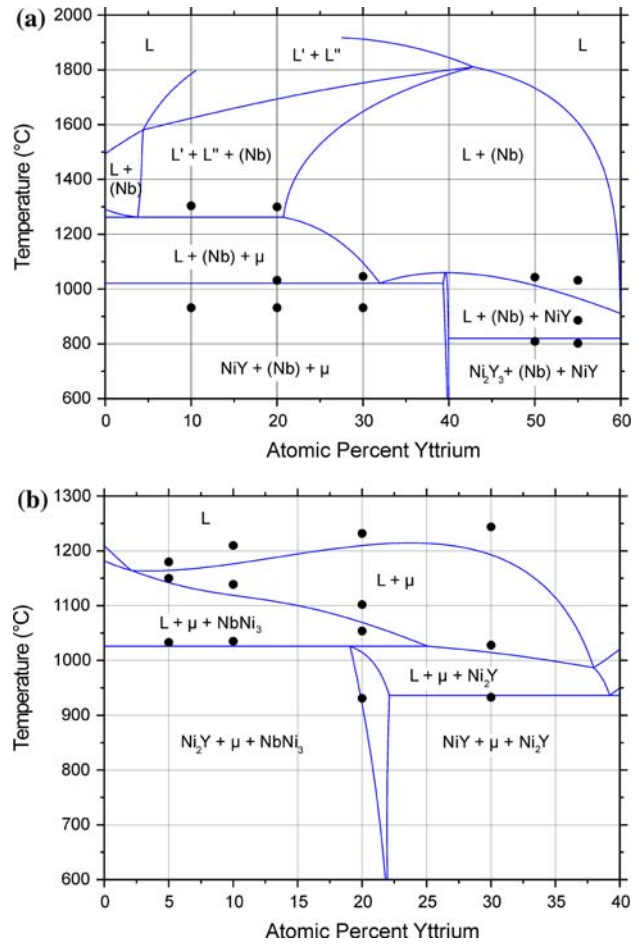 (a)
2000
1800
1600
1400
1200
1000
800
600
Temperature (°C)
L
L' + L"
L
L +
(Nb)
L' + L" + (Nb)
L + (Nb)
L + (Nb) + μ
L + (Nb) + NiY
NiY + (Nb) + μ
Ni₂Y₃ + (Nb) + NiY
0 10 20 30 40 50 60
Atomic Percent Yttrium
(b)
1300
1200
1100
1000
900
800
700
600
Temperature (°C)
L
L + μ
L + μ + NbNi₃
L + μ + Ni₂Y
Ni₂Y + μ + NbNi₃
NiY + μ + Ni₂Y
0 5 10 15 20 25 30 35 40
Atomic Percent Yttrium